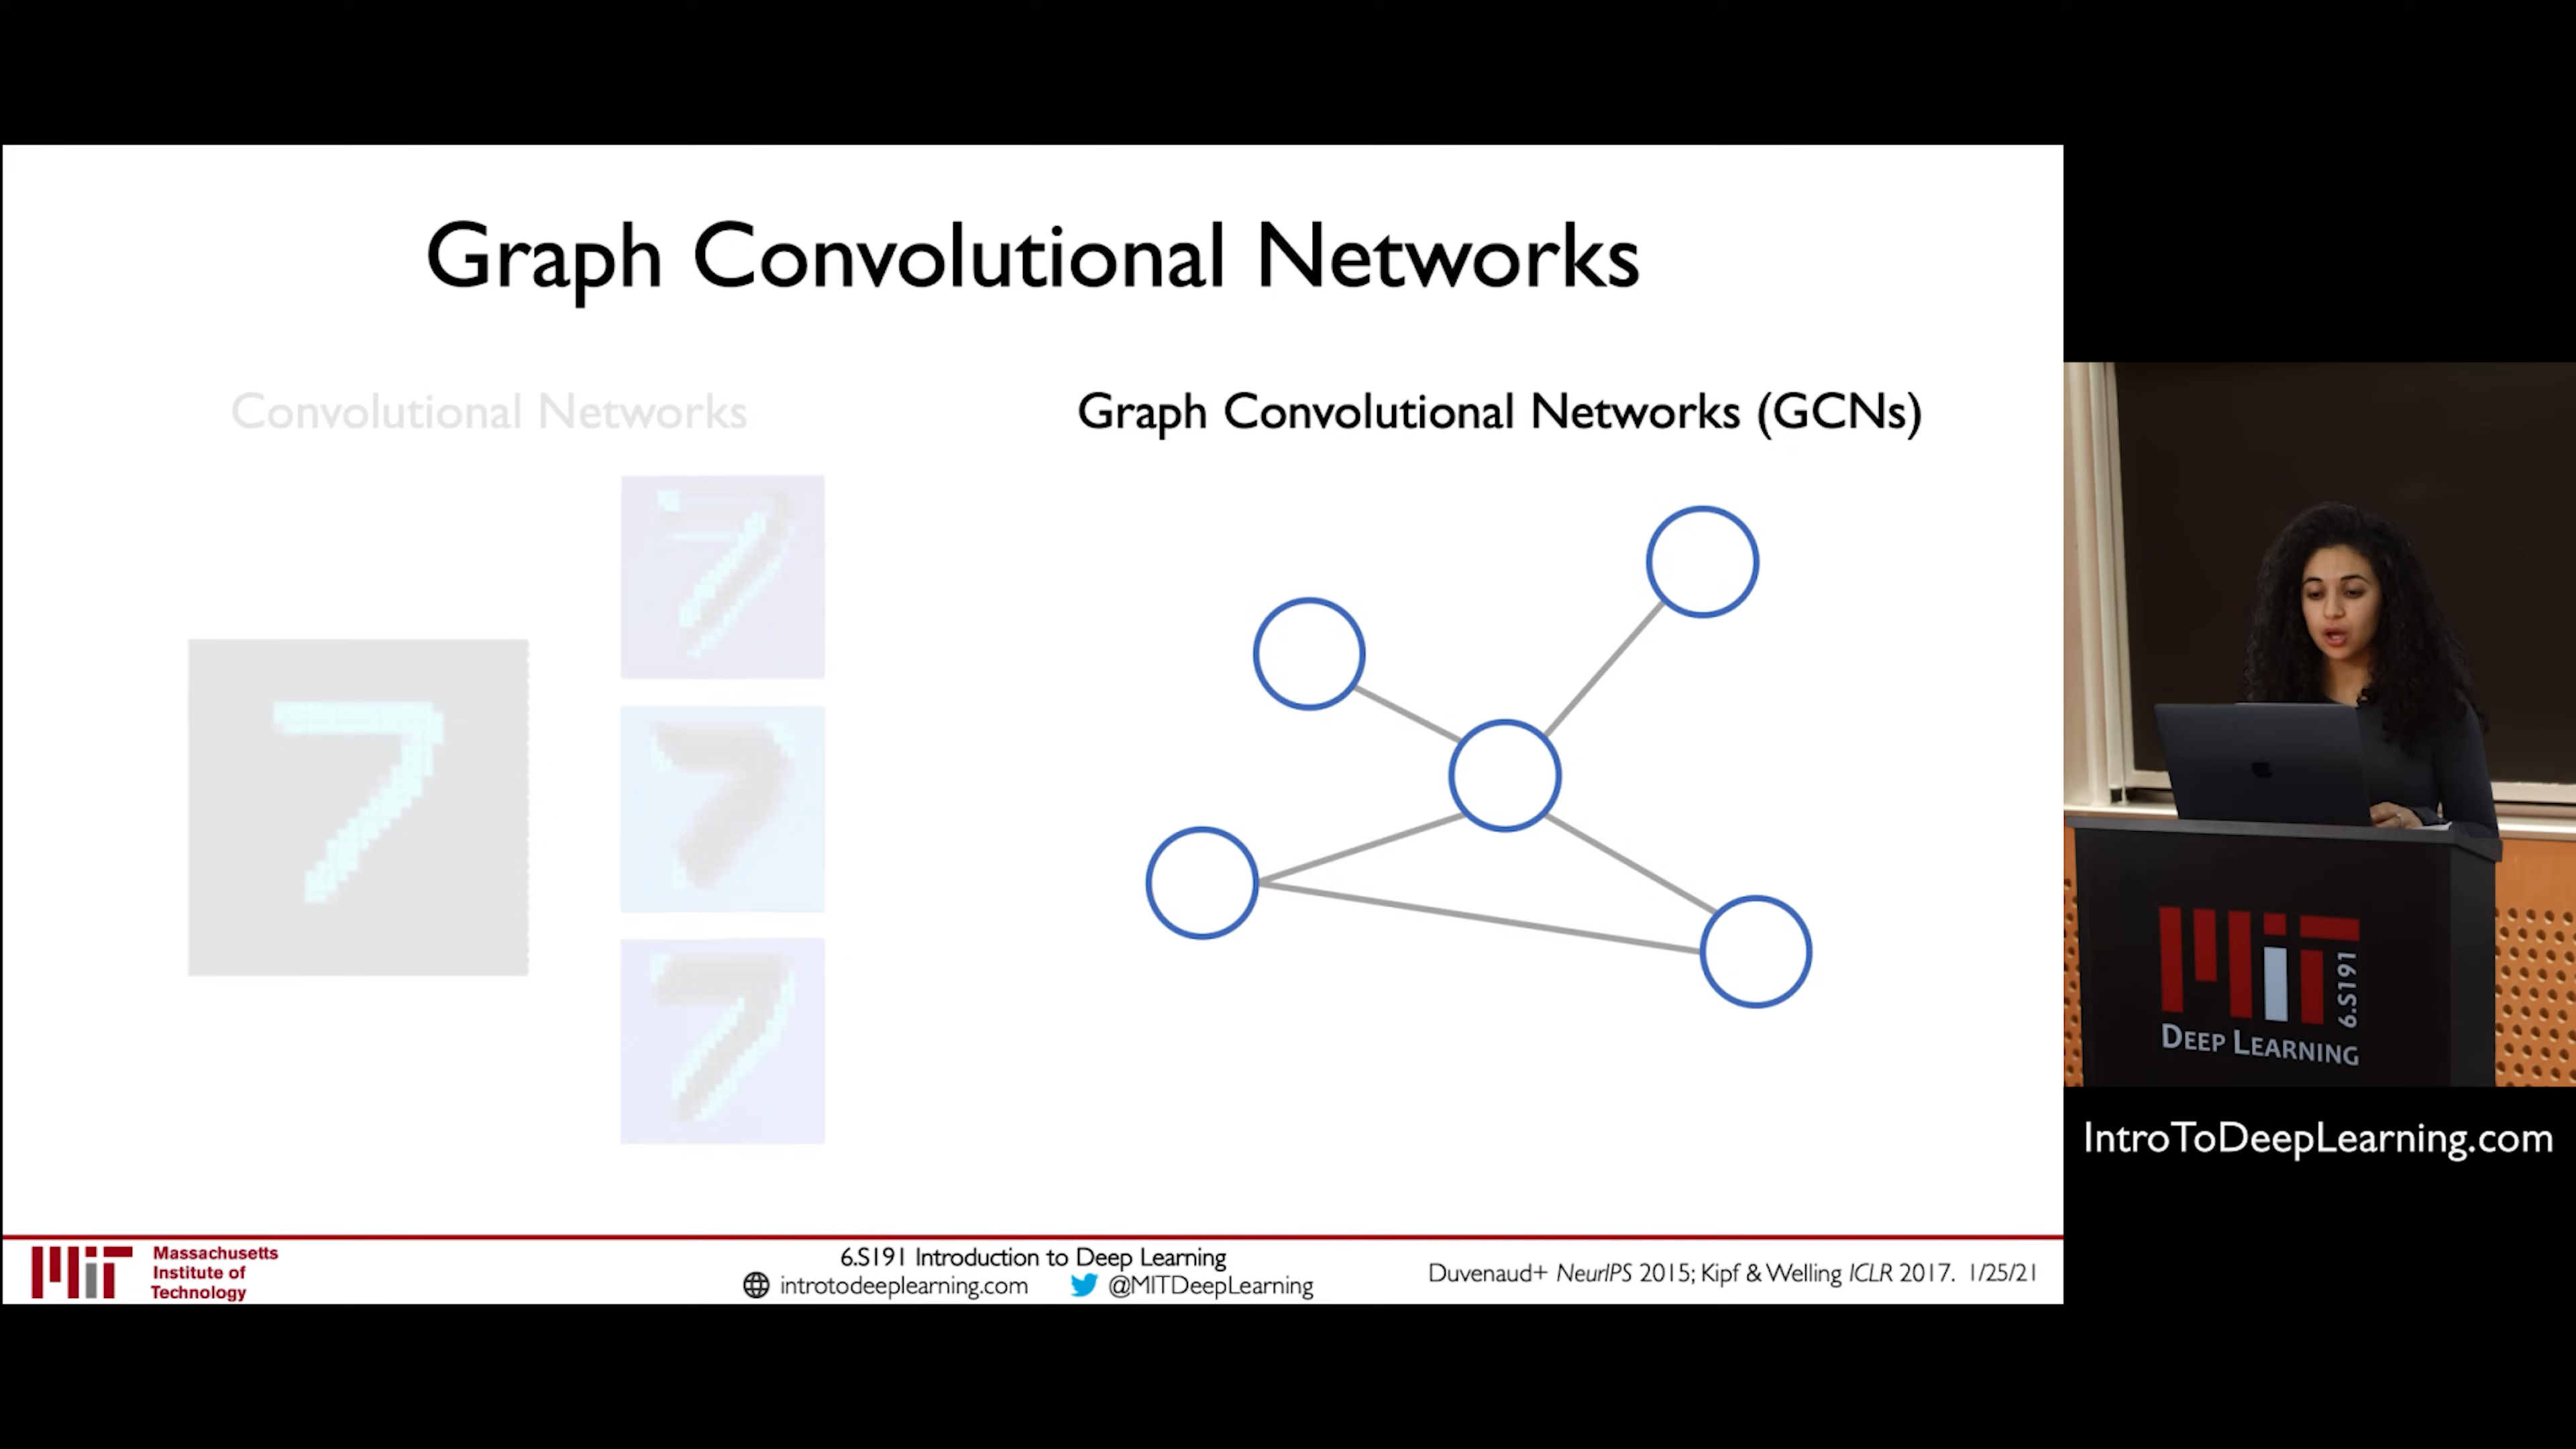 Graph Convolutional Networks
Convolutional Networks
Graph Convolutional Networks (GCNs)
MIT
6.S191
DEEP LEARNING
IntroToDeepLearning.com
MIT
Massachusetts
Institute of
Technology
6.S191 Introduction to Deep Learning
introtodeeplearning.com @MITDeepLearning
Duvenaud+ NeurIPS 2015; Kipf & Welling ICLR 2017. 1/25/21